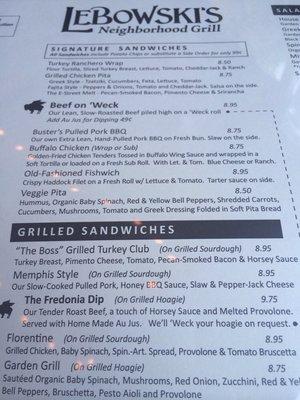 LEBOWSKI'S
Neighborhood Grill
SALA
SIGNATURE SANDWICHES
All Sandwiches include Potato Chips or substitute a Side Order for only 99¢
Turkey Ranchero Wrap 8.50
Flour Tortilla, Sliced Turkey Breast, Lettuce, Tomato, Cheddar-Jack & Ranch
Grilled Chicken Pita 8.75
Greek Style - Tzatziki, Cucumbers, Feta, Lettuce, Tomato
Fajita Style - Peppers & Onions, Tomato and Cheddar-Jack. Salsa on the side.
The E-Street Melt - Pecan-Smoked Bacon, Pimento Cheese & Sriracha
Beef on 'Weck 8.95
Our Lean, Slow-Roasted Beef piled high on a 'Weck roll
Add Au Jus for Dipping 49¢
Buster's Pulled Pork BBQ 8.75
Our own Extra Lean, Hand-Pulled Pork BBQ on Fresh Bun. Slaw on the side.
Buffalo Chicken (Wrap or Sub) 8.75
Golden-Fried Chicken Tenders Tossed in Buffalo Wing Sauce and wrapped in a
Soft Tortilla or loaded on a Fresh Sub Roll. With Let. & Tom. Blue Cheese or Ranch.
Old-Fashioned Fishwich 8.75
Crispy Haddock Filet on a Fresh Roll w/ Lettuce & Tomato. Tarter sauce on side.
Veggie Pita 8.50
Hummus, Organic Baby Spinach, Red & Yellow Bell Peppers, Shredded Carrots,
Cucumbers, Mushrooms, Tomato and Greek Dressing Folded in Soft Pita Bread
GRILLED SANDWICHES
"The Boss" Grilled Turkey Club (On Grilled Sourdough) 8.95
Turkey Breast, Pimento Cheese, Tomato, Pecan-Smoked Bacon & Horsey Sauce
Memphis Style (On Grilled Sourdough) 8.95
Our Slow-Cooked Pulled Pork, Honey BBQ Sauce, Slaw & Pepper-Jack Cheese
The Fredonia Dip (On Grilled Hoagie) 9.75
Our Tender Roast Beef, a touch of Horsey Sauce and Melted Provolone.
Served with Home Made Au Jus. We'll 'Weck your hoagie on request.
Florentine (On Grilled Sourdough) 8.95
Grilled Chicken, Baby Spinach, Spin.-Art. Spread, Provolone & Tomato Bruscetta
Garden Grill (On Grilled Hoagie) 8.75
Sautéed Organic Baby Spinach, Mushrooms, Red Onion, Zucchini, Red & Yel
Bell Peppers, Bruschetta, Pesto Aioli and Provolone